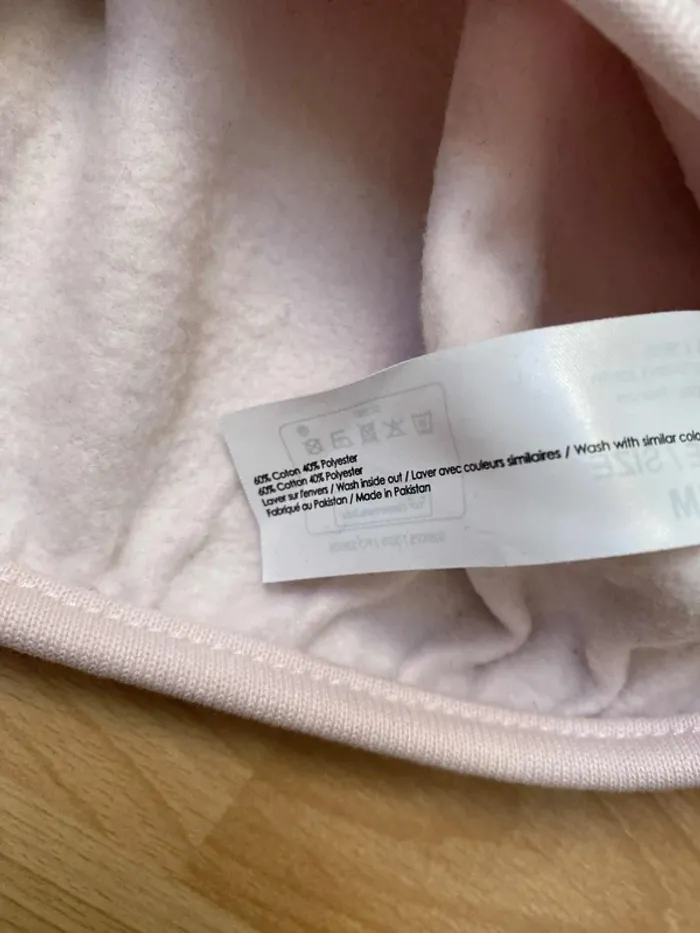 60% Coton 40% Polyester
60% Cotton 40% Polyester
Laver sur l'envers / Wash inside out / Laver avec couleurs similaires / Wash with similar colo
Fabriqué au Pakistan / Made in Pakistan
SIZE
M